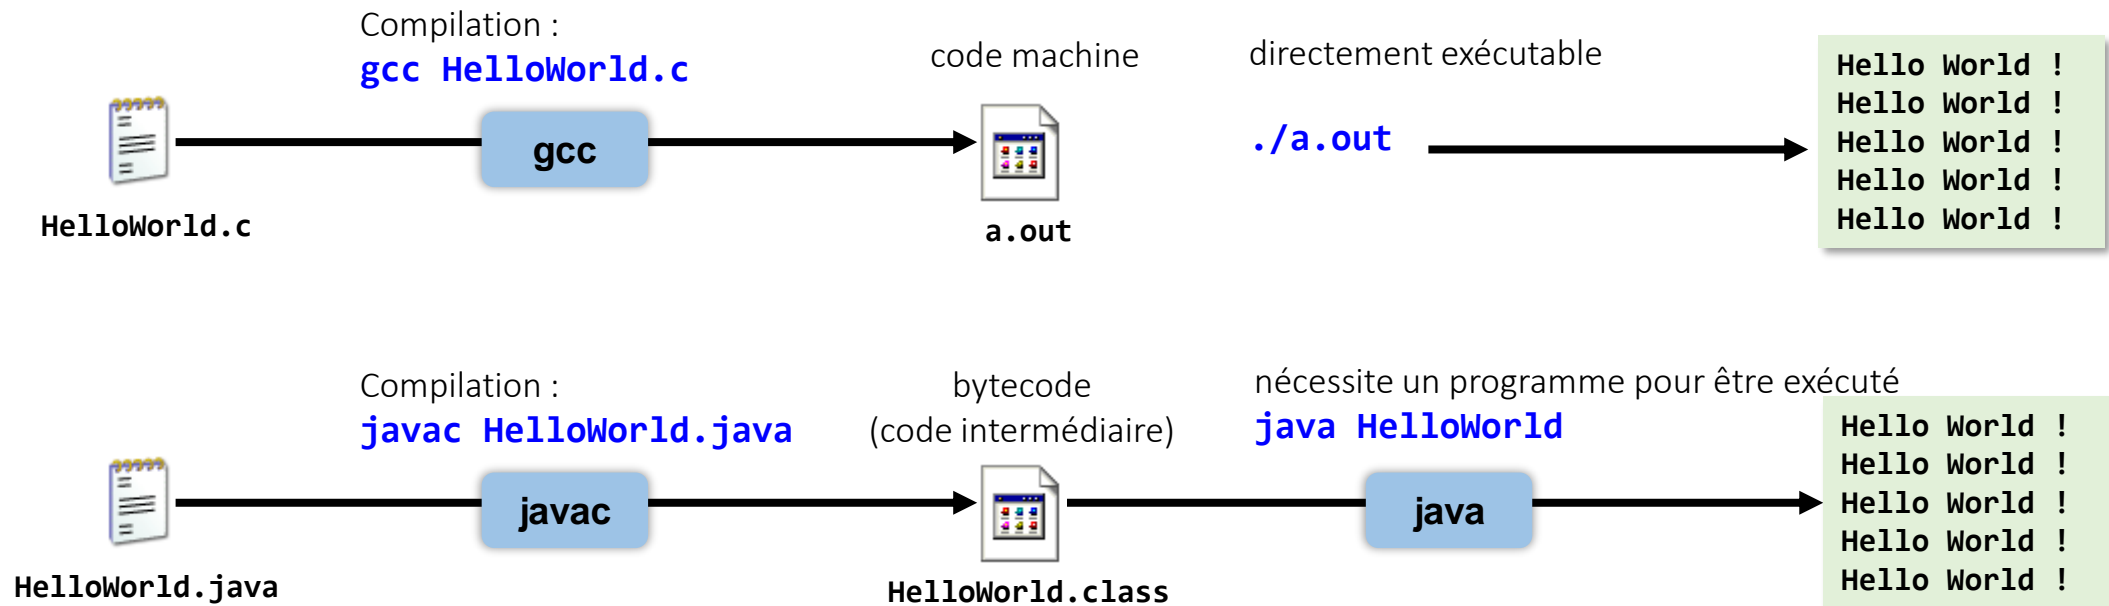 Compilation :
gcc HelloWorld.c
code machine
directement exécutable
gcc
./a.out
HelloWorld.c
a.out
Hello World !
Hello World !
Hello World !
Hello World !
Hello World !
Compilation :
javac HelloWorld.java
bytecode
(code intermédiaire)
nécessite un programme pour être exécuté
java HelloWorld
javac
java
HelloWorld.java
HelloWorld.class
Hello World !
Hello World !
Hello World !
Hello World !
Hello World !